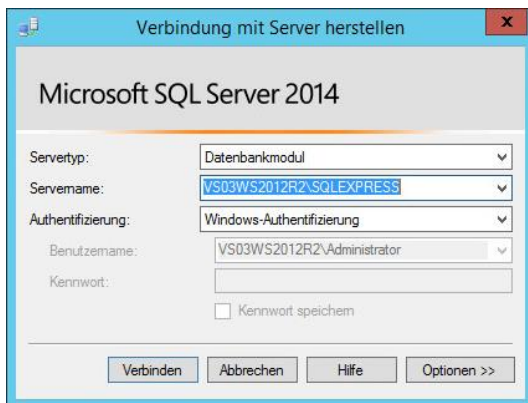 Verbindung mit Server herstellen
x
Microsoft SQL Server 2014
Servertyp: Datenbankmodul
Servername: VS03WS2012R2\SQLEXPRESS
Authentifizierung: Windows-Authentifizierung
Benutzername: VS03WS2012R2\Administrator
Kennwort:
Kennwort speichern
Verbinden Abbrechen Hilfe Optionen >>